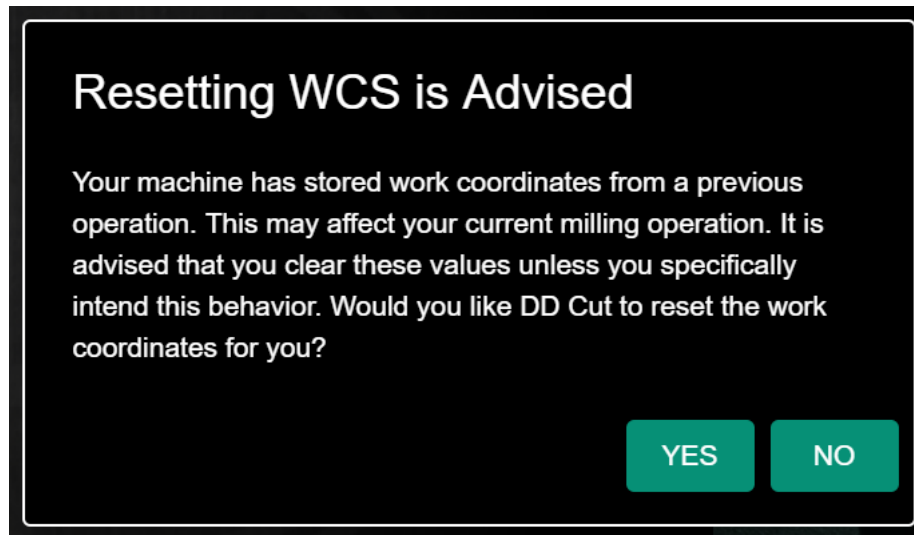 Resetting WCS is Advised
Your machine has stored work coordinates from a previous
operation. This may affect your current milling operation. It is
advised that you clear these values unless you specifically
intend this behavior. Would you like DD Cut to reset the work
coordinates for you?
YES NO